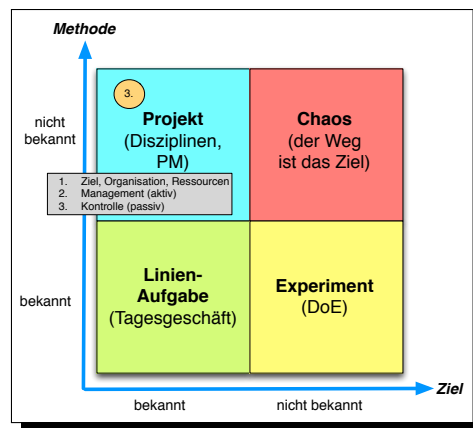 Methode
nicht
bekannt
bekannt
3.
Projekt
(Disziplinen,
PM)
1. Ziel, Organisation, Ressourcen
2. Management (aktiv)
3. Kontrolle (passiv)
Chaos
(der Weg
ist das Ziel)
Linien-
Aufgabe
(Tagesgeschäft)
Experiment
(DoE)
Ziel
bekannt
nicht bekannt